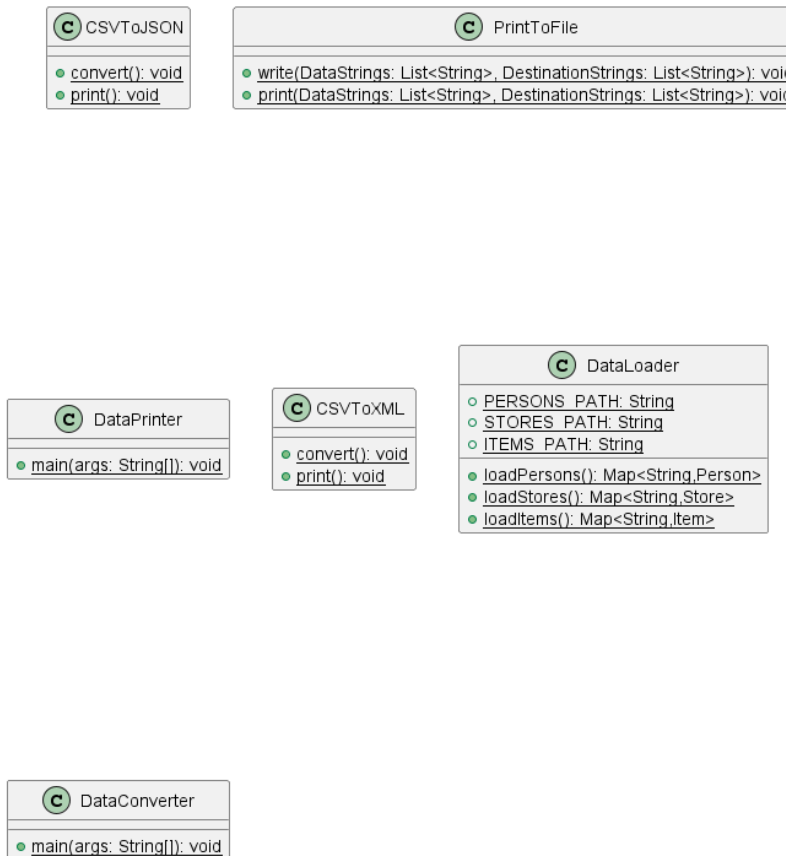 C CSVToJSON
convert(): void
print(): void
C PrintToFile
write(DataStrings: List<String>, DestinationStrings: List<String>): void
print(DataStrings: List<String>, DestinationStrings: List<String>): void
C DataPrinter
main(args: String[]): void
C CSVToXML
convert(): void
print(): void
C DataLoader
PERSONS_PATH: String
STORES_PATH: String
ITEMS_PATH: String
loadPersons(): Map<String,Person>
loadStores(): Map<String,Store>
loadItems(): Map<String,Item>
C DataConverter
main(args: String[]): void